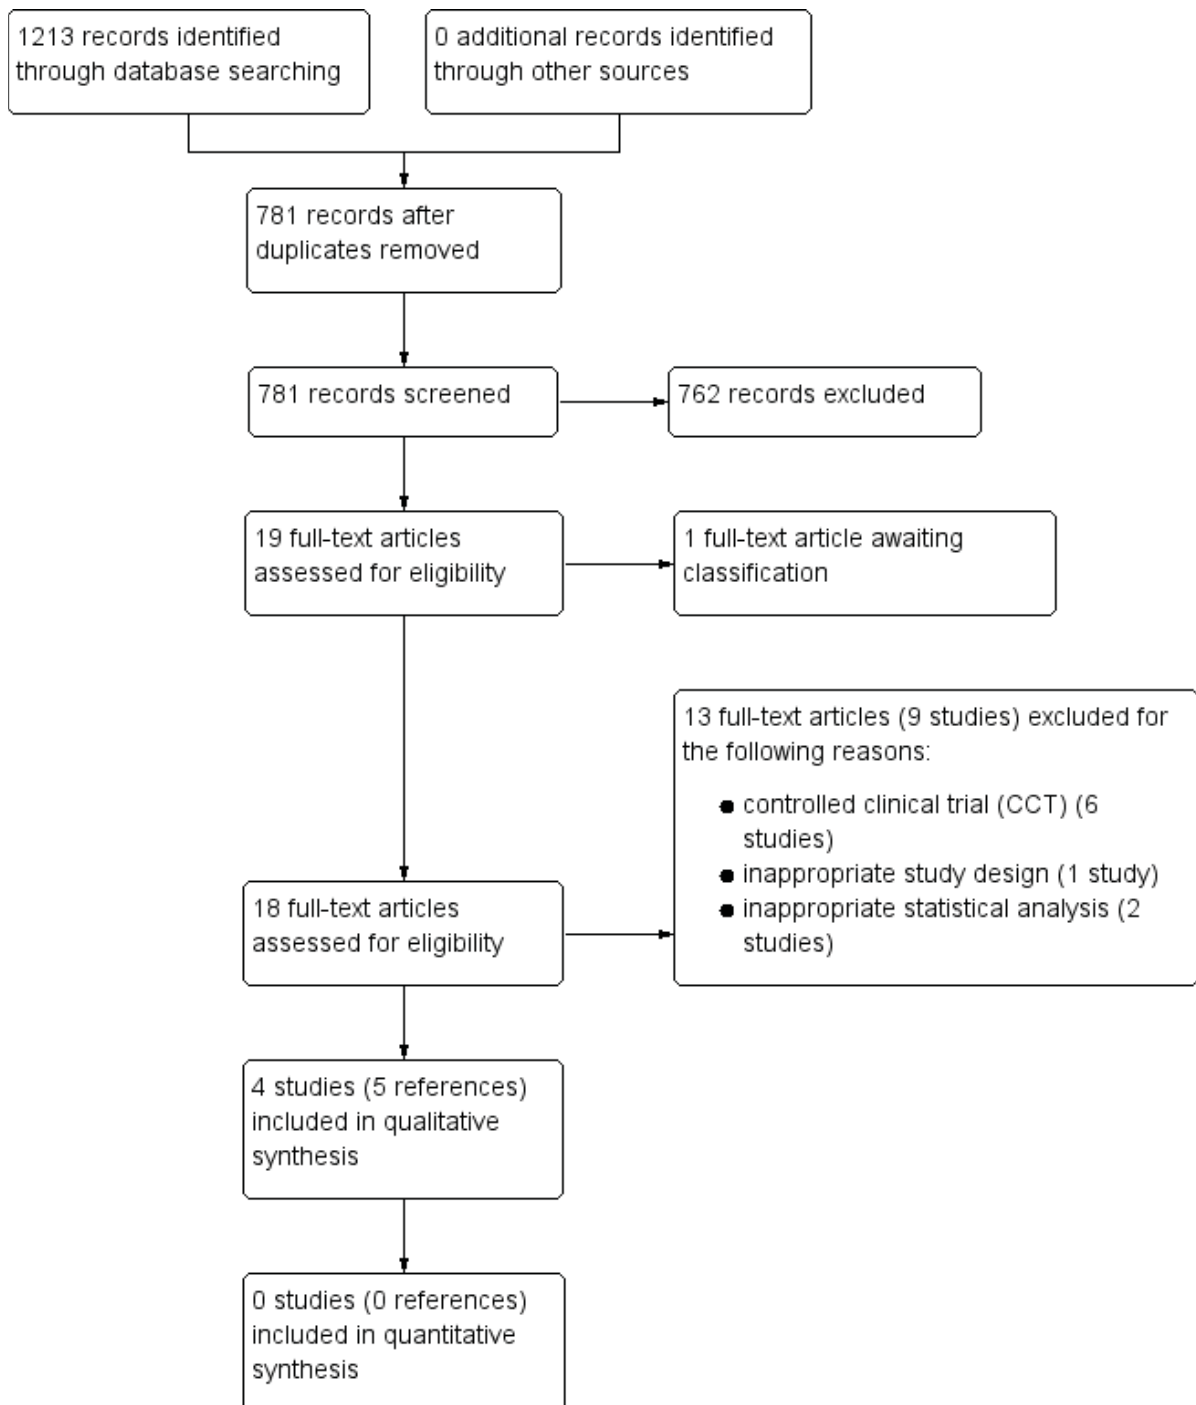 1213 records identified
through database searching
0 additional records identified
through other sources
781 records after
duplicates removed
781 records screened
762 records excluded
19 full-text articles
assessed for eligibility
1 full-text article awaiting
classification
13 full-text articles (9 studies) excluded for
the following reasons:
● controlled clinical trial (CCT) (6
studies)
● inappropriate study design (1 study)
● inappropriate statistical analysis (2
studies)
18 full-text articles
assessed for eligibility
4 studies (5 references)
included in qualitative
synthesis
0 studies (0 references)
included in quantitative
synthesis